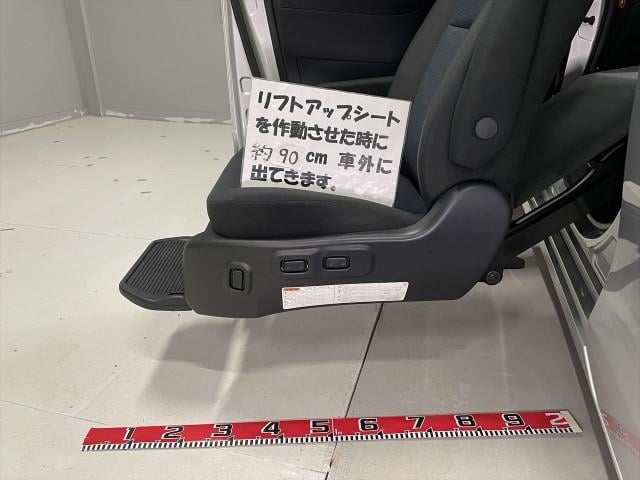 リフトアップシート
を作動させた時に
約90cm 車外に
出てきます。
1 2 3 4 5 6 7 8 9 2